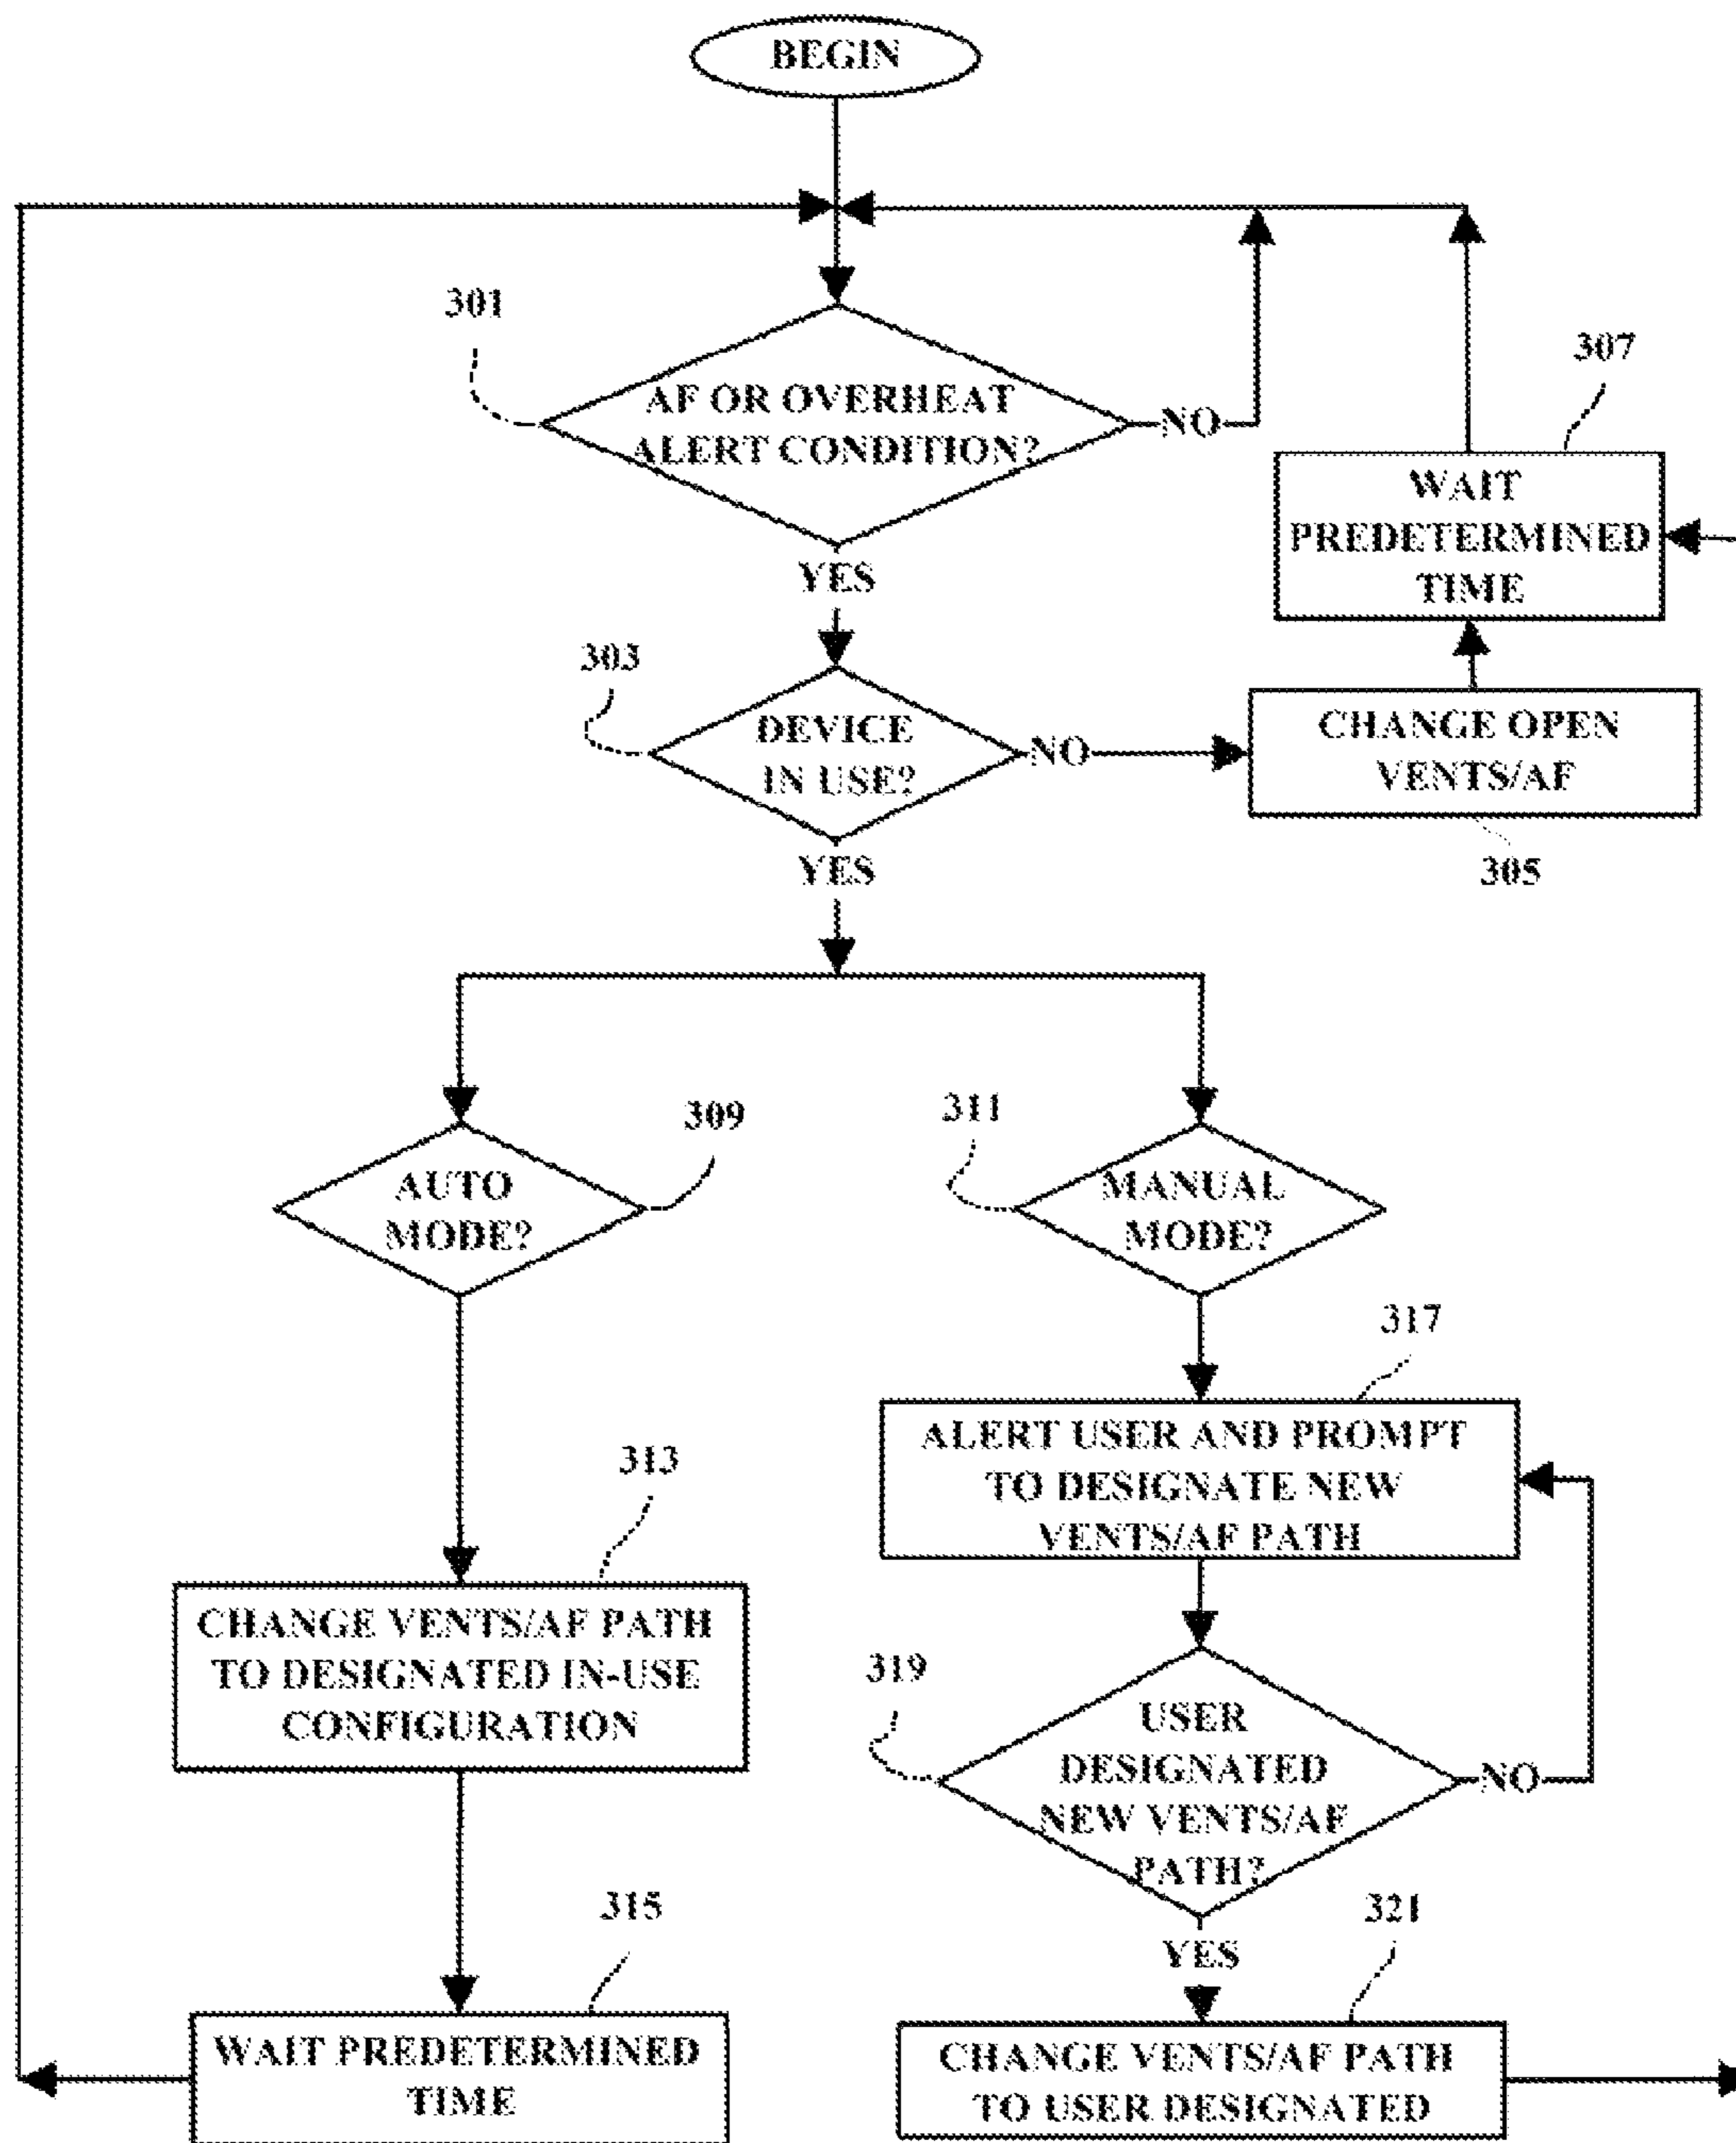 BEGIN
301
AF OR OVERHEAT
ALERT CONDITION?
NO
307
WAIT
PREDETERMINED
TIME
YES
303
DEVICE
IN USE?
NO
CHANGE OPEN
VENTS/AF
305
YES
309
AUTO
MODE?
311
MANUAL
MODE?
317
ALERT USER AND PROMPT
TO DESIGNATE NEW
VENTS/AF PATH
313
CHANGE VENTS/AF PATH
TO DESIGNATED IN-USE
CONFIGURATION
319
USER
DESIGNATED
NEW VENTS/AF
PATH?
NO
315
WAIT PREDETERMINED
TIME
YES
321
CHANGE VENTS/AF PATH
TO USER DESIGNATED